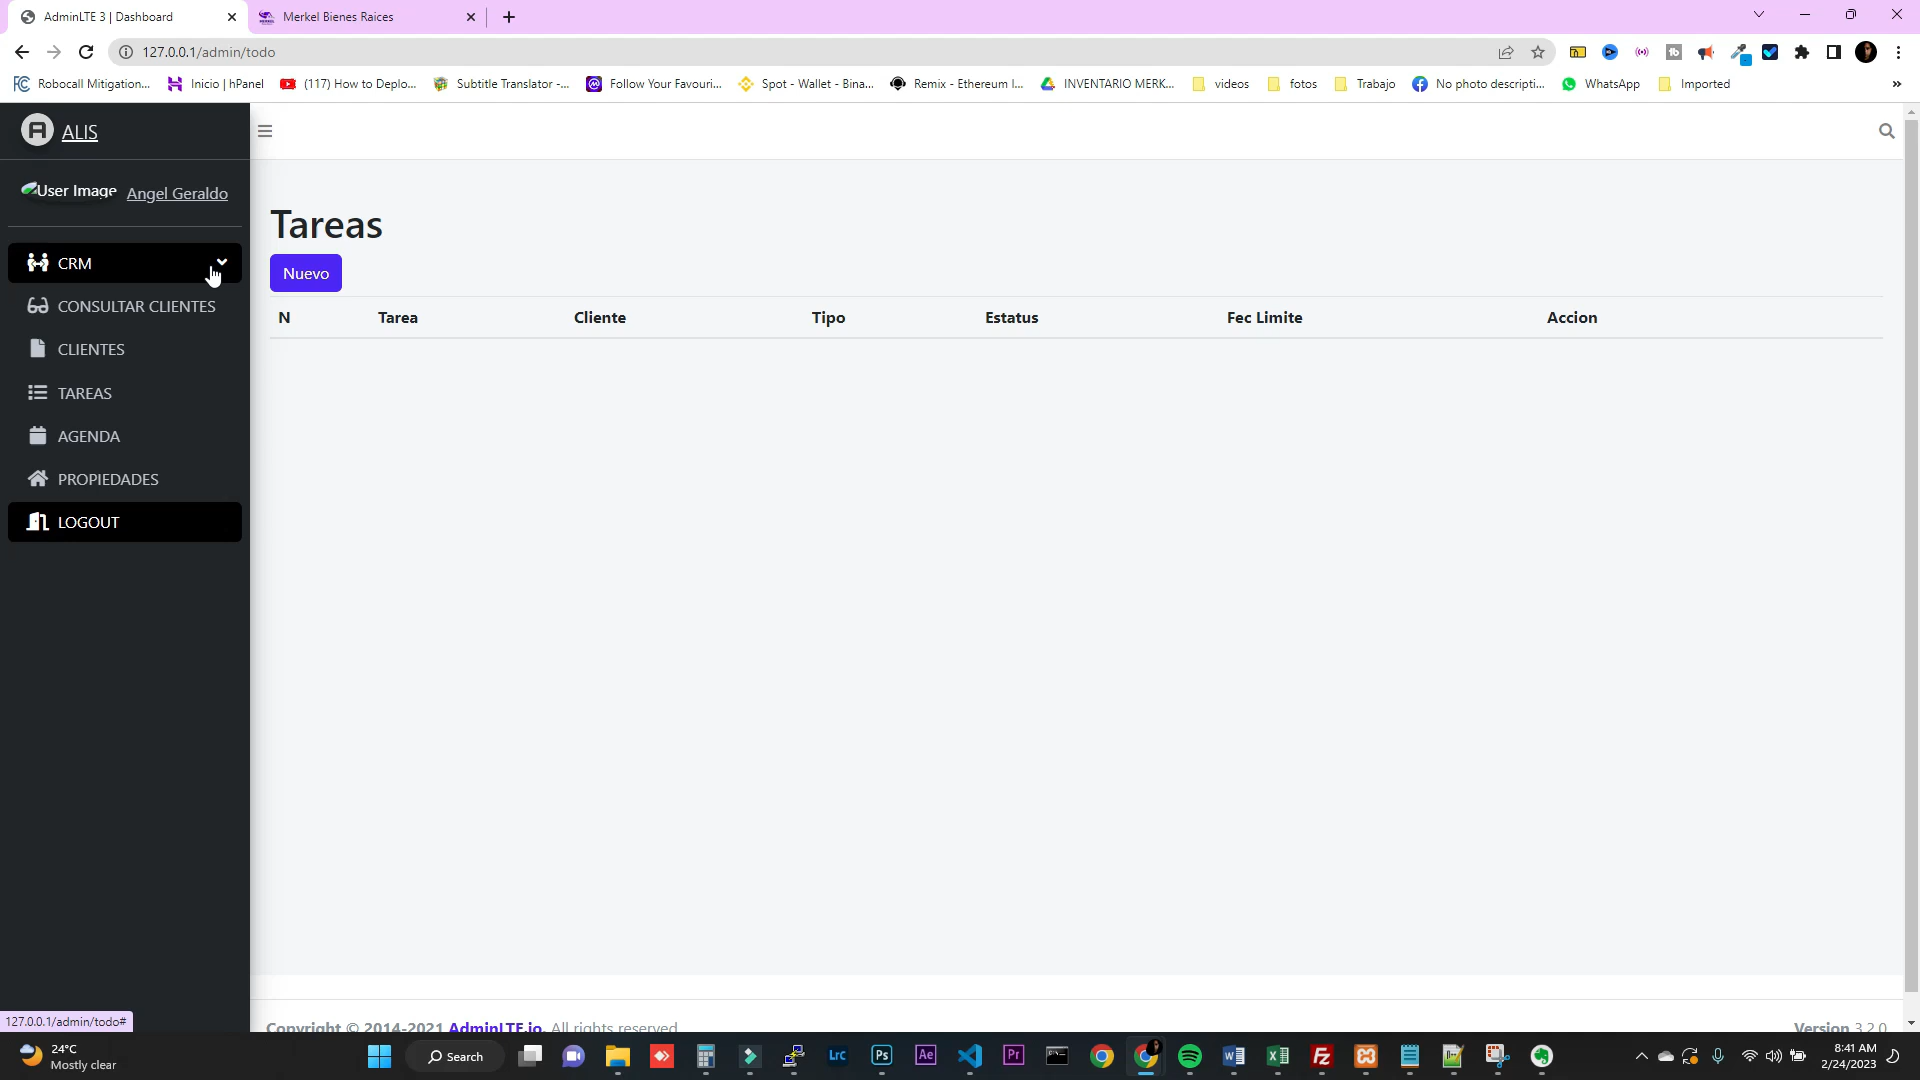 AdminLTE 3 | Dashboard
Merkel Bienes Raices
127.0.0.1/admin/todo
Robocall Mitigation...
Inicio | hPanel
(117) How to Deplo...
Subtitle Translator -...
Follow Your Favouri...
Spot - Wallet - Bina...
Remix - Ethereum I...
INVENTARIO MERK...
videos
fotos
Trabajo
No photo descripti...
WhatsApp
Imported
»
ALIS
User Image
Angel Geraldo
CRM
CONSULTAR CLIENTES
CLIENTES
TAREAS
AGENDA
PROPIEDADES
LOGOUT
Tareas
Nuevo
N Tarea Cliente Tipo Estatus Fec Limite Accion
Copyright © 2014-2021 AdminLTE.io. All rights reserved
Version 3.2.0
127.0.0.1/admin/todo#
24°C
Mostly clear
Search
Lrc
Ps
Ae
Pr
8:41 AM
2/24/2023